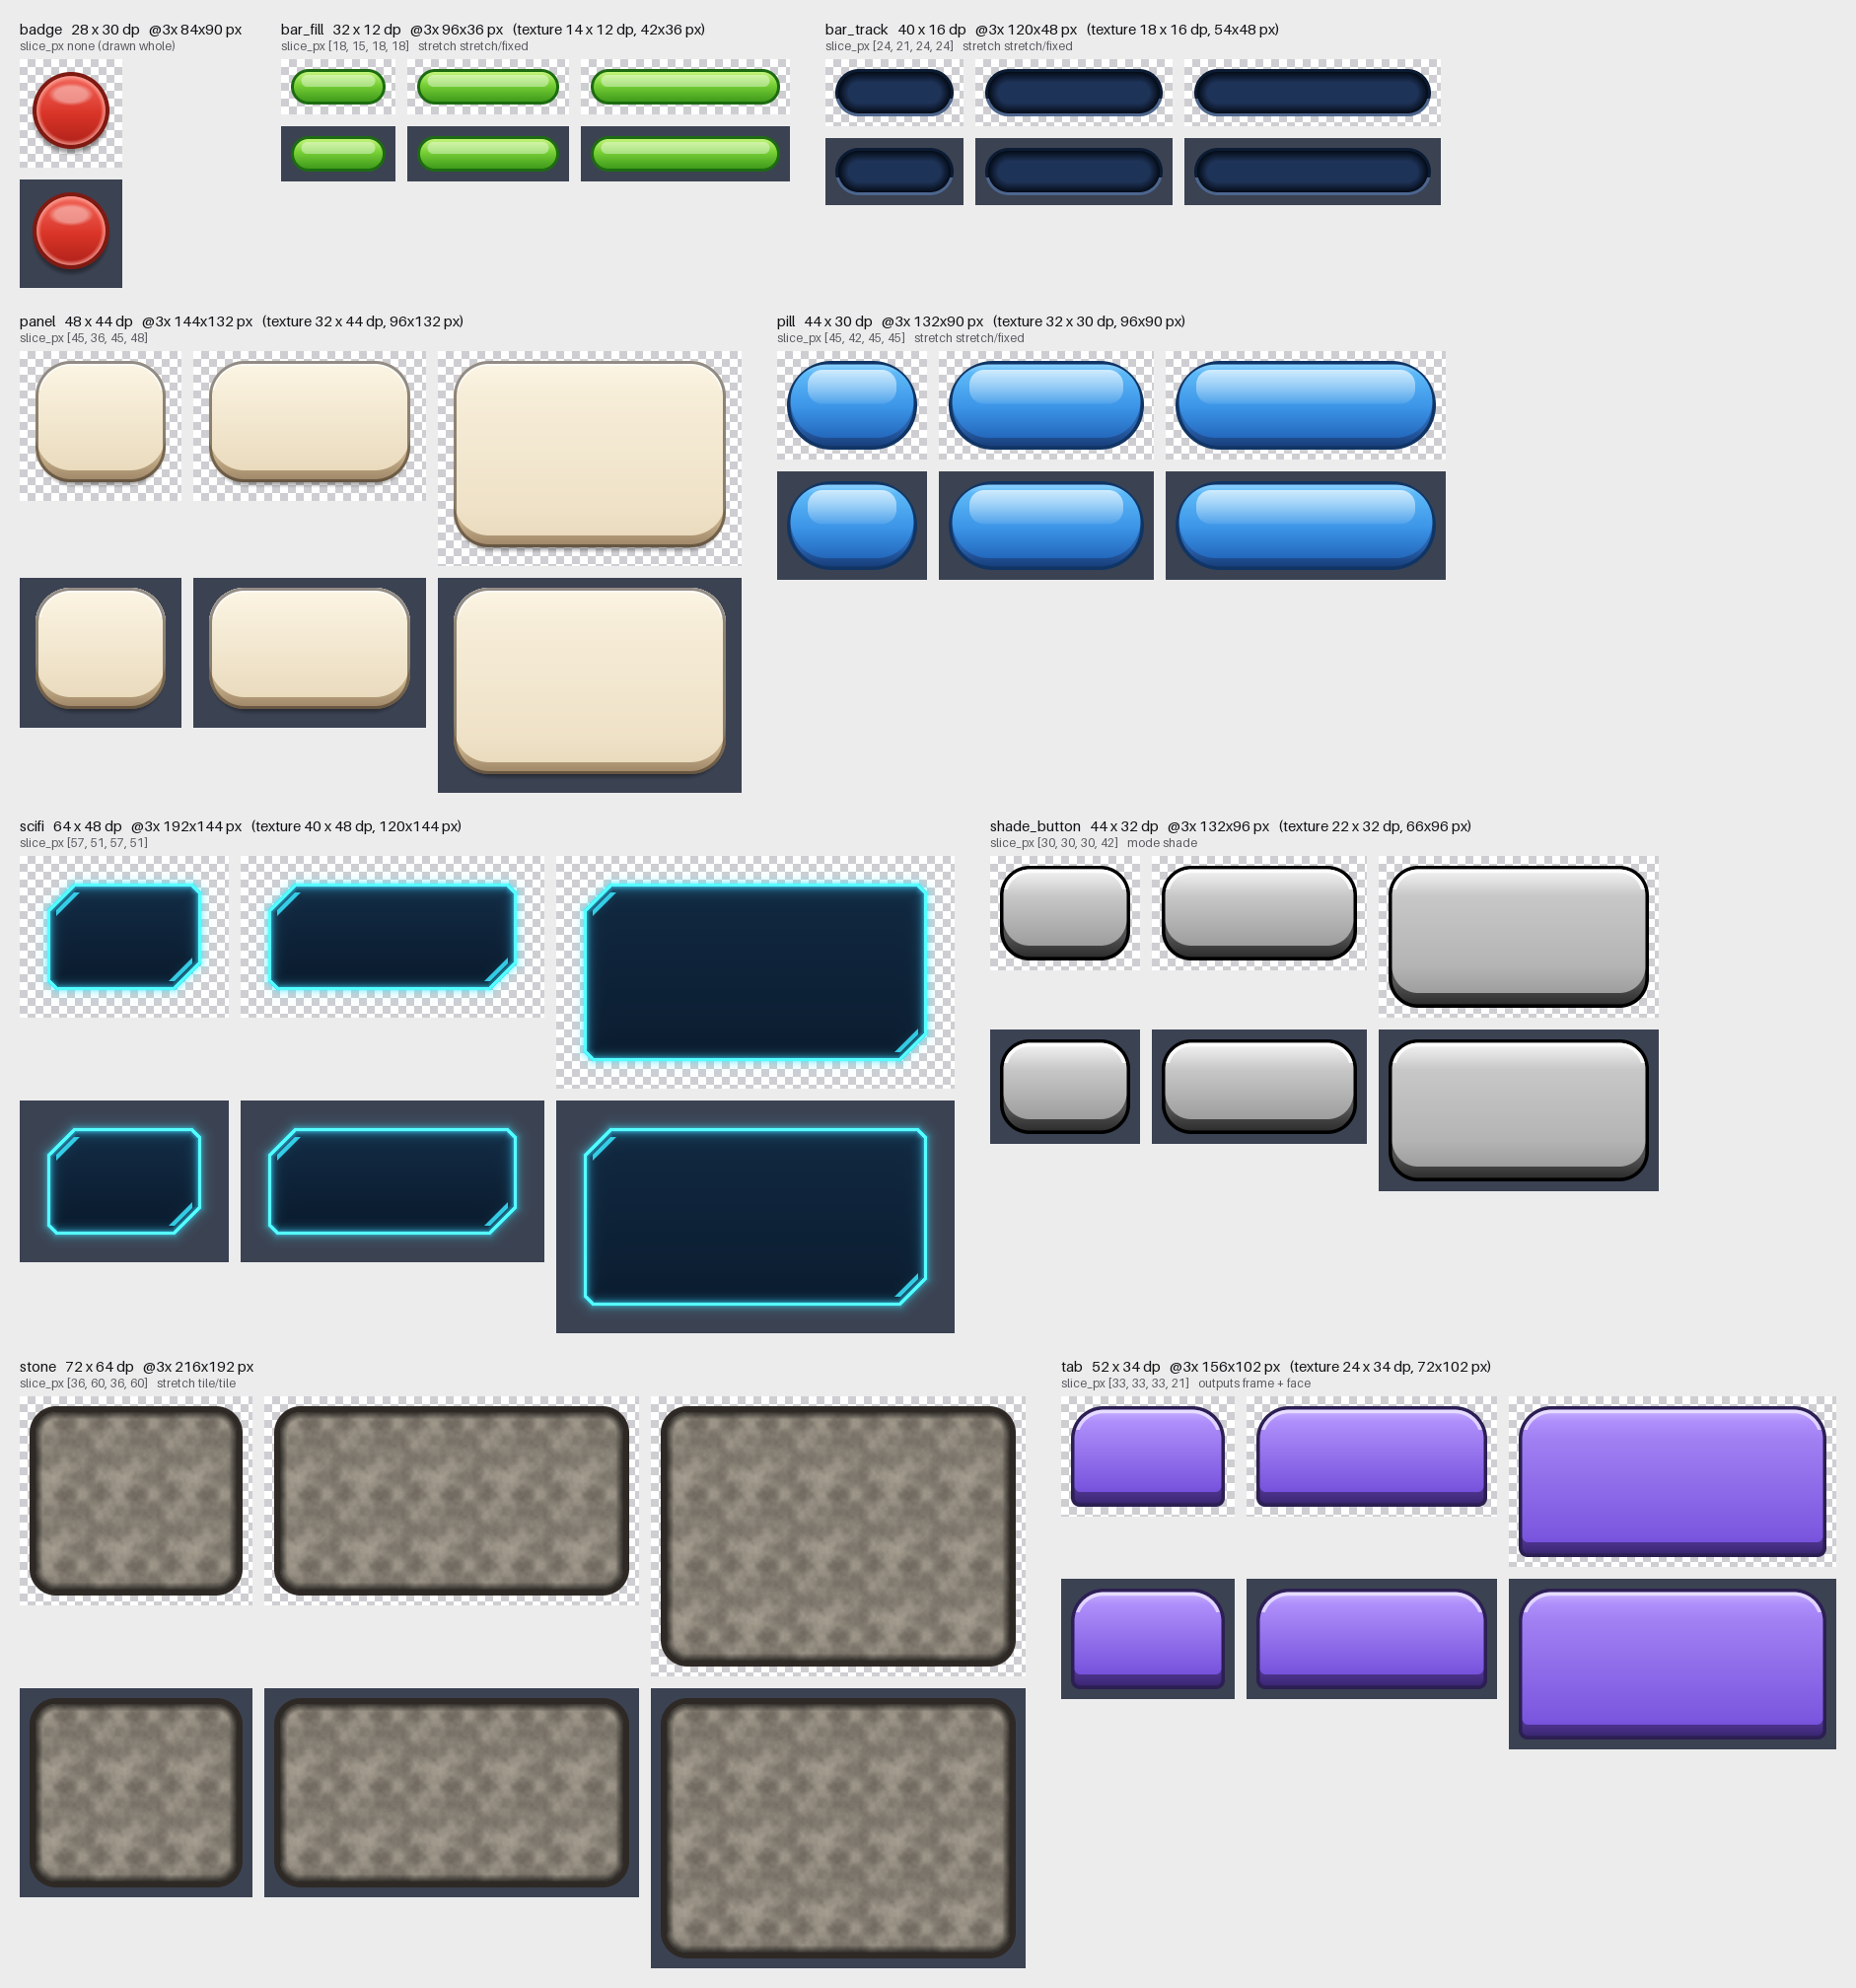 badge 28 x 30 dp @3x 84x90 px
slice_px none (drawn whole)
bar_fill 32 x 12 dp @3x 96x36 px (texture 14 x 12 dp, 42x36 px)
slice_px [18, 15, 18, 18] stretch stretch/fixed
bar_track 40 x 16 dp @3x 120x48 px (texture 18 x 16 dp, 54x48 px)
slice_px [24, 21, 24, 24] stretch stretch/fixed
panel 48 x 44 dp @3x 144x132 px (texture 32 x 44 dp, 96x132 px)
slice_px [45, 36, 45, 48]
pill 44 x 30 dp @3x 132x90 px (texture 32 x 30 dp, 96x90 px)
slice_px [45, 42, 45, 45] stretch stretch/fixed
scifi 64 x 48 dp @3x 192x144 px (texture 40 x 48 dp, 120x144 px)
slice_px [57, 51, 57, 51]
shade_button 44 x 32 dp @3x 132x96 px (texture 22 x 32 dp, 66x96 px)
slice_px [30, 30, 30, 42] mode shade
stone 72 x 64 dp @3x 216x192 px
slice_px [36, 60, 36, 60] stretch tile/tile
tab 52 x 34 dp @3x 156x102 px (texture 24 x 34 dp, 72x102 px)
slice_px [33, 33, 33, 21] outputs frame + face